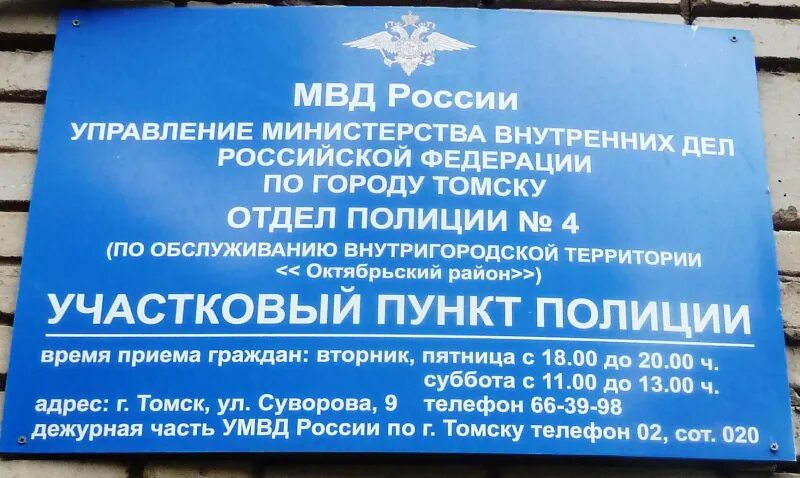 МВД России
УПРАВЛЕНИЕ МИНИСТЕРСТВА ВНУТРЕННИХ ДЕЛ
РОССИЙСКОЙ ФЕДЕРАЦИИ
ПО ГОРОДУ ТОМСКУ
ОТДЕЛ ПОЛИЦИИ № 4
(ПО ОБСЛУЖИВАНИЮ ВНУТРИГОРОДСКОЙ ТЕРРИТОРИИ
<< Октябрьский район>>)
УЧАСТКОВЫЙ ПУНКТ ПОЛИЦИИ
время приема граждан: вторник, пятница с 18.00 до 20.00 ч.
суббота с 11.00 до 13.00 ч.
адрес: г. Томск, ул. Суворова, 9 телефон 66-39-98
дежурная часть УМВД России по г. Томску телефон 02, сот. 020